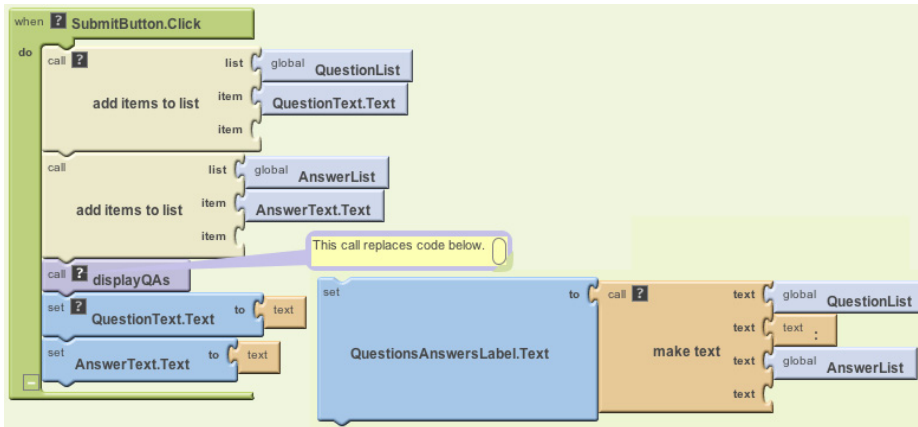 when ? SubmitButton.Click
do
call ? list global QuestionList
add items to list item QuestionText.Text
item
call list global AnswerList
add items to list item AnswerText.Text
item
This call replaces code below.
call ? displayQAs
set ? QuestionText.Text to text
set AnswerText.Text to text
set QuestionsAnswersLabel.Text to call ? make text
text global QuestionList
text text :
text global AnswerList
text